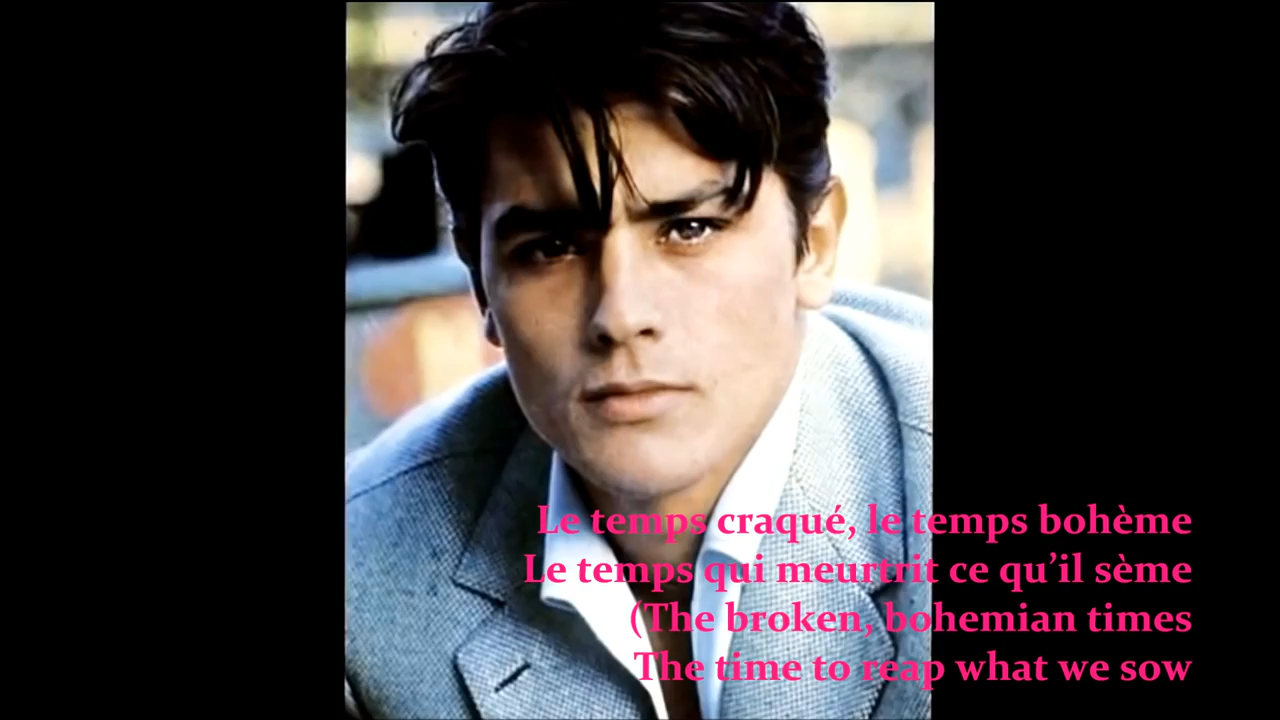 Le temps craqué, le temps bohème
Le temps qui meurtrit ce qu’il sème
(The broken, bohemian times
The time to reap what we sow